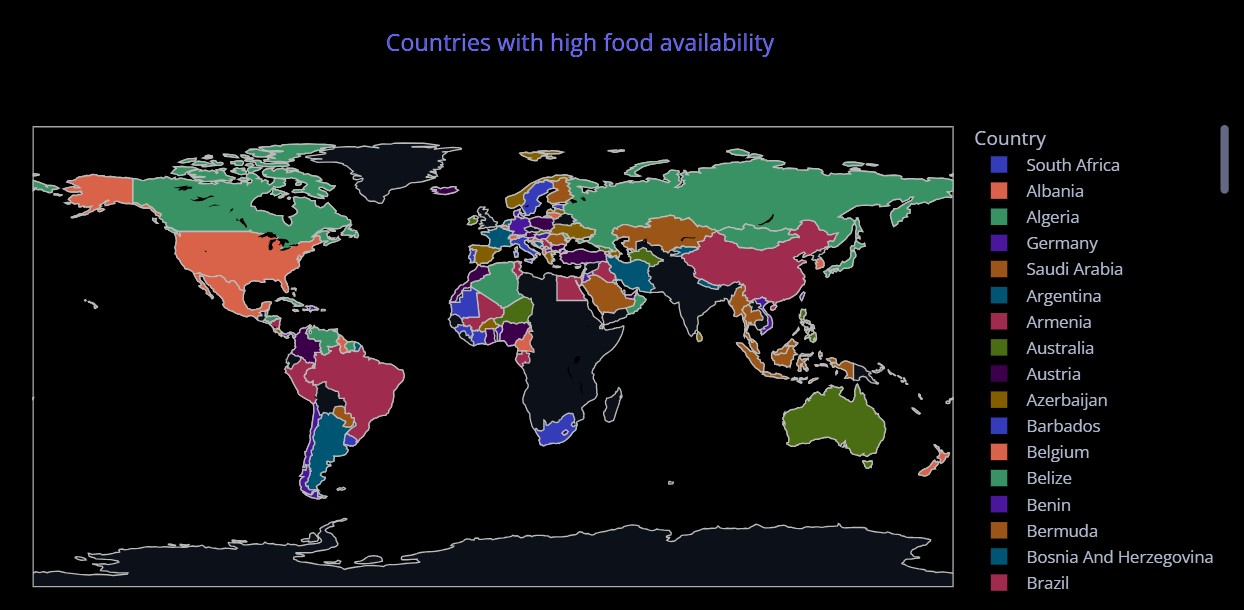 Countries with high food availability
Country
South Africa
Albania
Algeria
Germany
Saudi Arabia
Argentina
Armenia
Australia
Austria
Azerbaijan
Barbados
Belgium
Belize
Benin
Bermuda
Bosnia And Herzegovina
Brazil